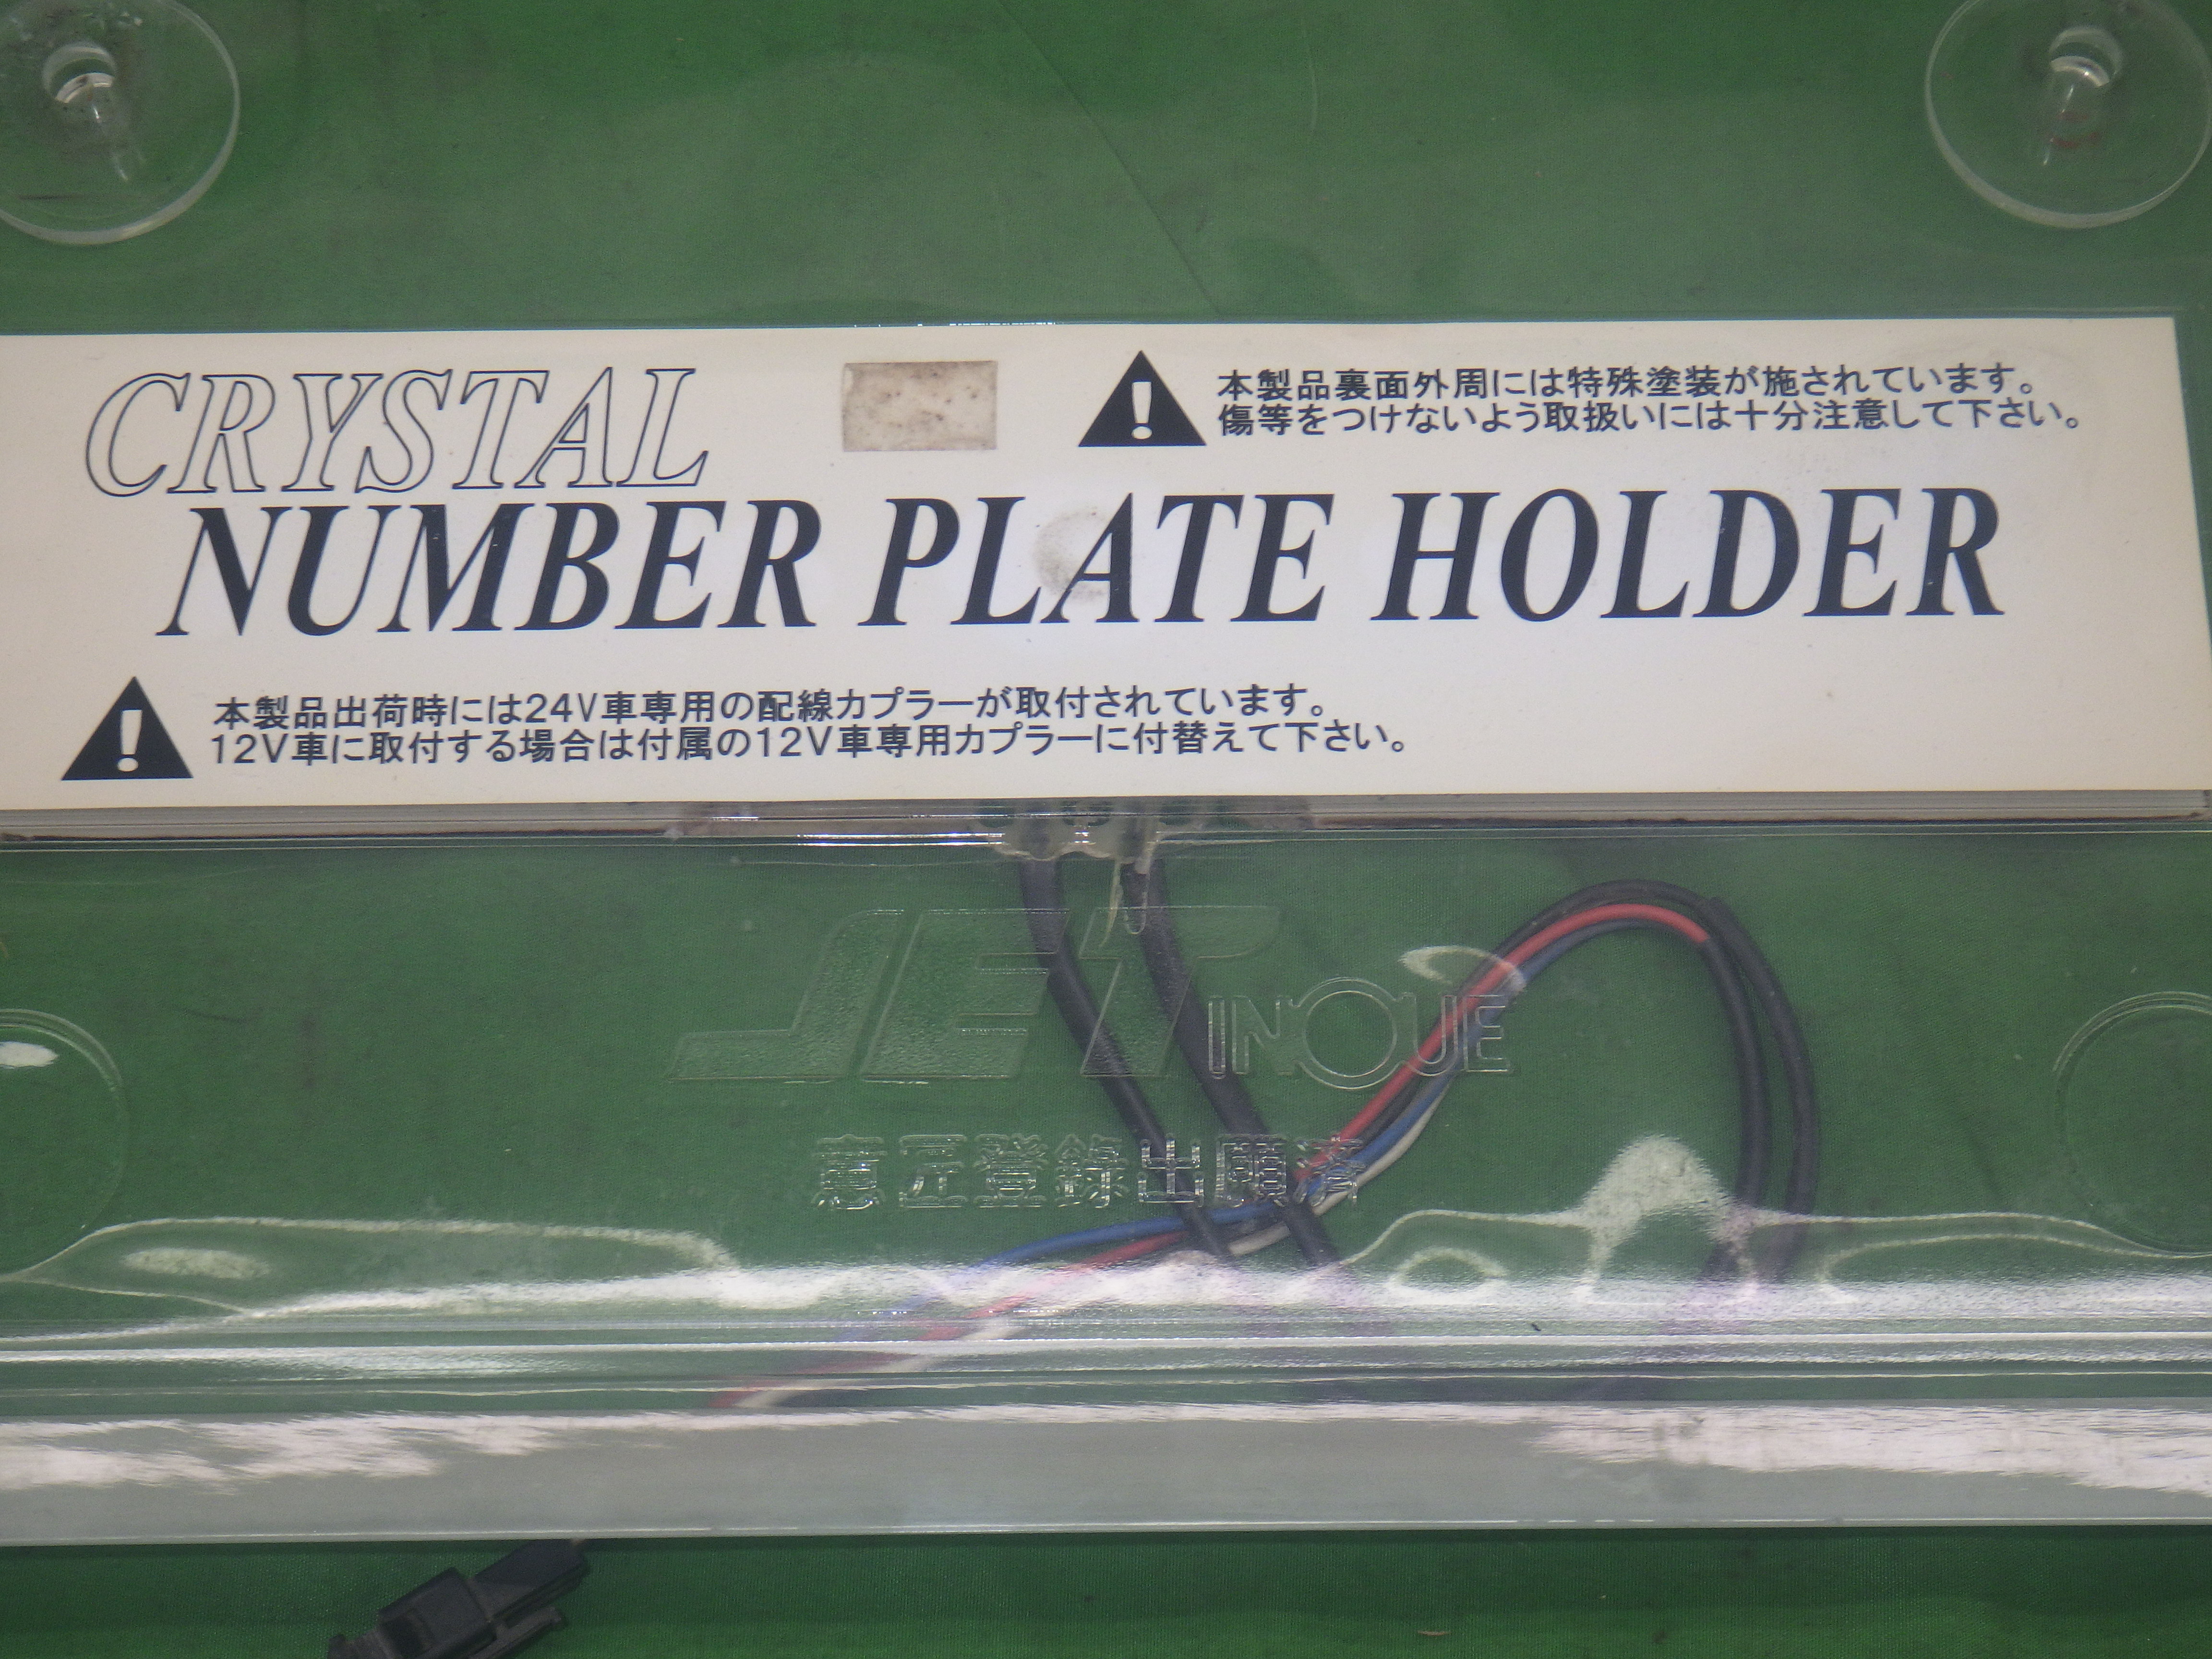 CRYSTAL
NUMBER PLATE HOLDER
本製品裏面外周には特殊塗装が施されています。
傷等をつけないよう取扱いには十分注意して下さい。
本製品出荷時には24V車専用の配線カプラーが取付されています。
12V車に取付する場合は付属の12V車専用カプラーに付替えて下さい。
JET INOUE
意匠登録出願済